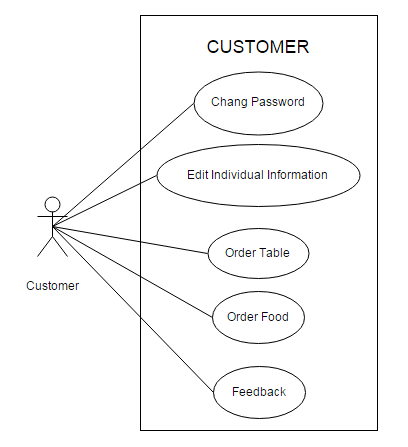 CUSTOMER
Chang Password
Edit Individual Information
Order Table
Customer
Order Food
Feedback